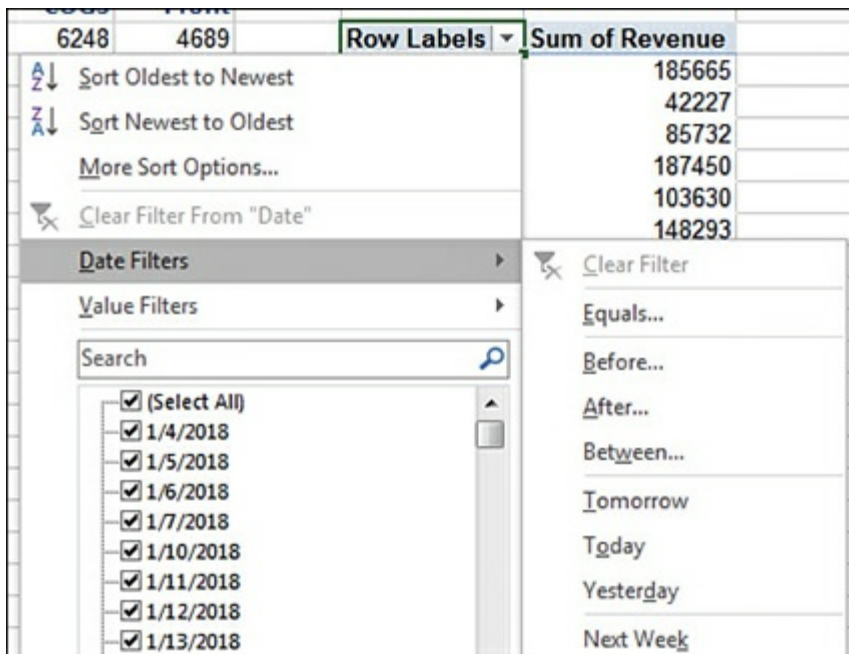 COGS Profit
6248 4689 Row Labels Sum of Revenue
185665
42227
85732
187450
103630
148293
Sort Oldest to Newest
Sort Newest to Oldest
More Sort Options...
Clear Filter From "Date"
Date Filters
Value Filters
Search
(Select All)
1/4/2018
1/5/2018
1/6/2018
1/7/2018
1/10/2018
1/11/2018
1/12/2018
1/13/2018
Clear Filter
Equals...
Before...
After...
Between...
Tomorrow
Today
Yesterday
Next Week